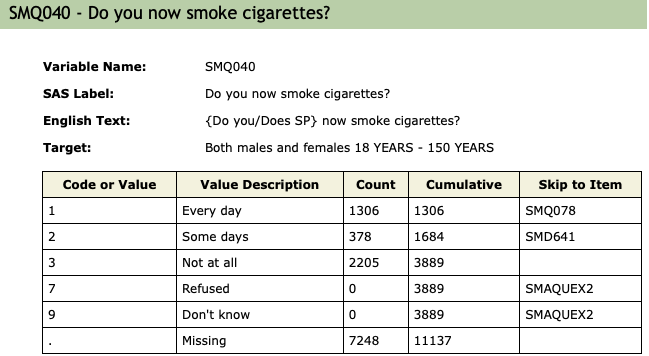 SMQ040 - Do you now smoke cigarettes?
Variable Name: SMQ040
SAS Label: Do you now smoke cigarettes?
English Text: {Do you/Does SP} now smoke cigarettes?
Target: Both males and females 18 YEARS - 150 YEARS
Code or Value Value Description Count Cumulative Skip to Item
1 Every day 1306 1306 SMQ078
2 Some days 378 1684 SMD641
3 Not at all 2205 3889
7 Refused 0 3889 SMAQUEX2
9 Don't know 0 3889 SMAQUEX2
. Missing 7248 11137